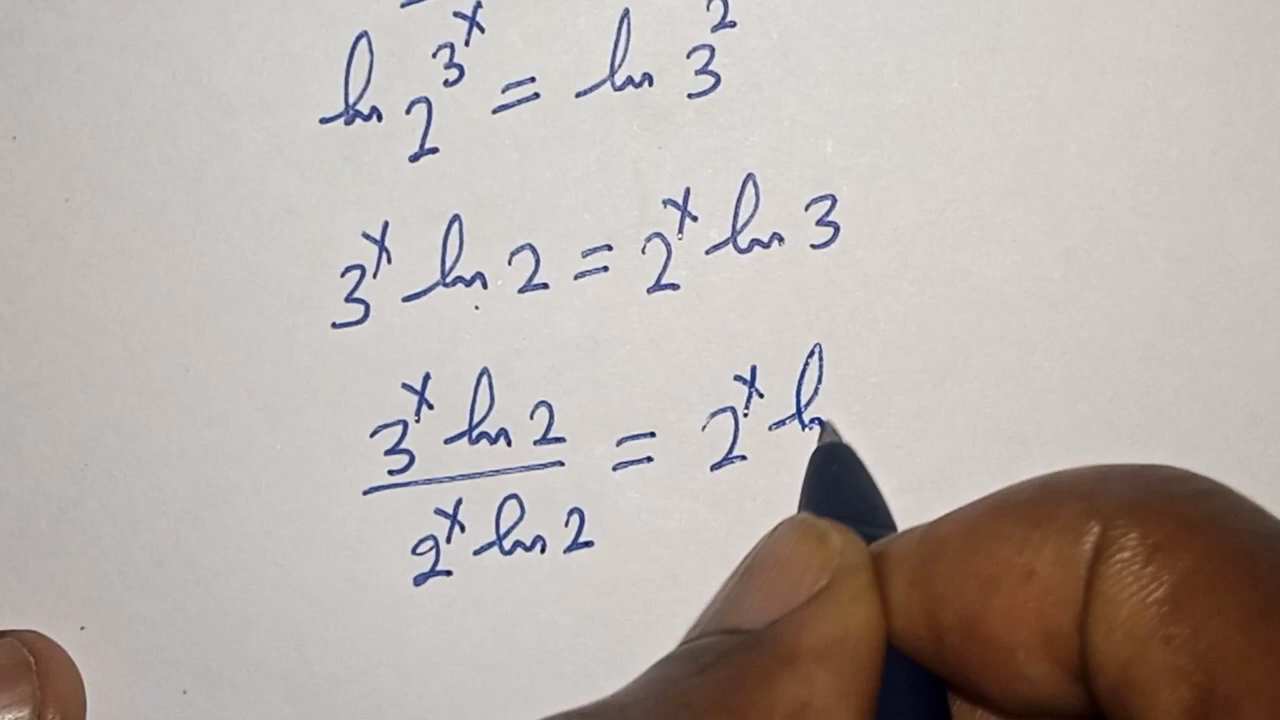 ln 2^3^x = ln 3^2
3^x ln 2 = 2^x ln 3
3^x ln 2 / 2^x ln 2 = 2^x l